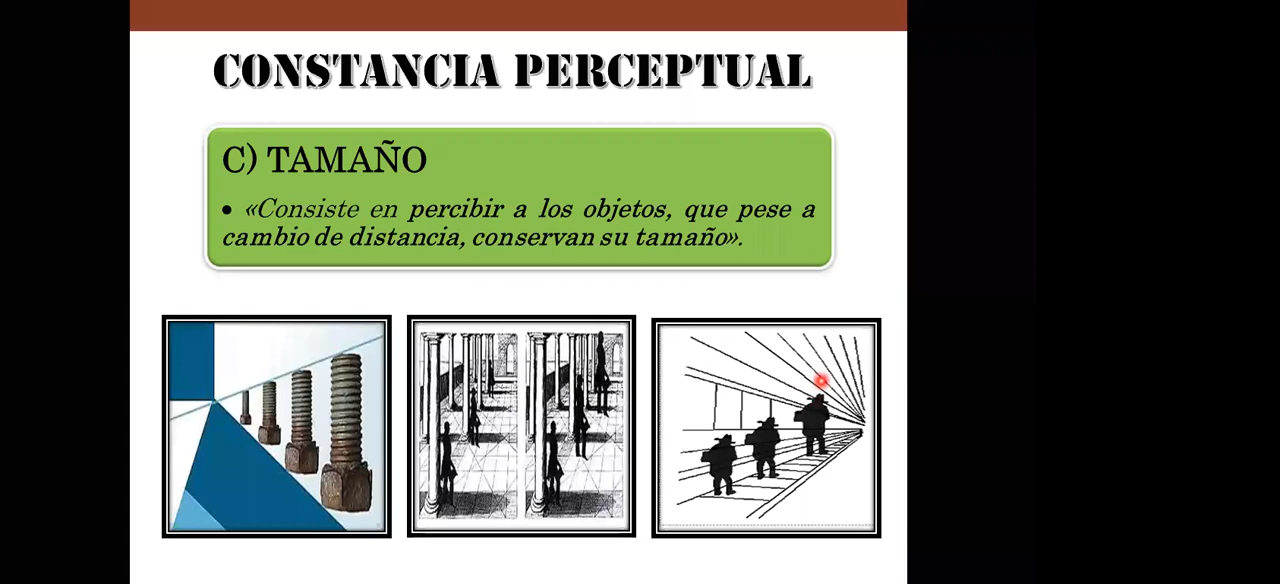 CONSTANCIA PERCEPTUAL
C) TAMAÑO
• «Consiste en percibir a los objetos, que pese a
cambio de distancia, conservan su tamaño».